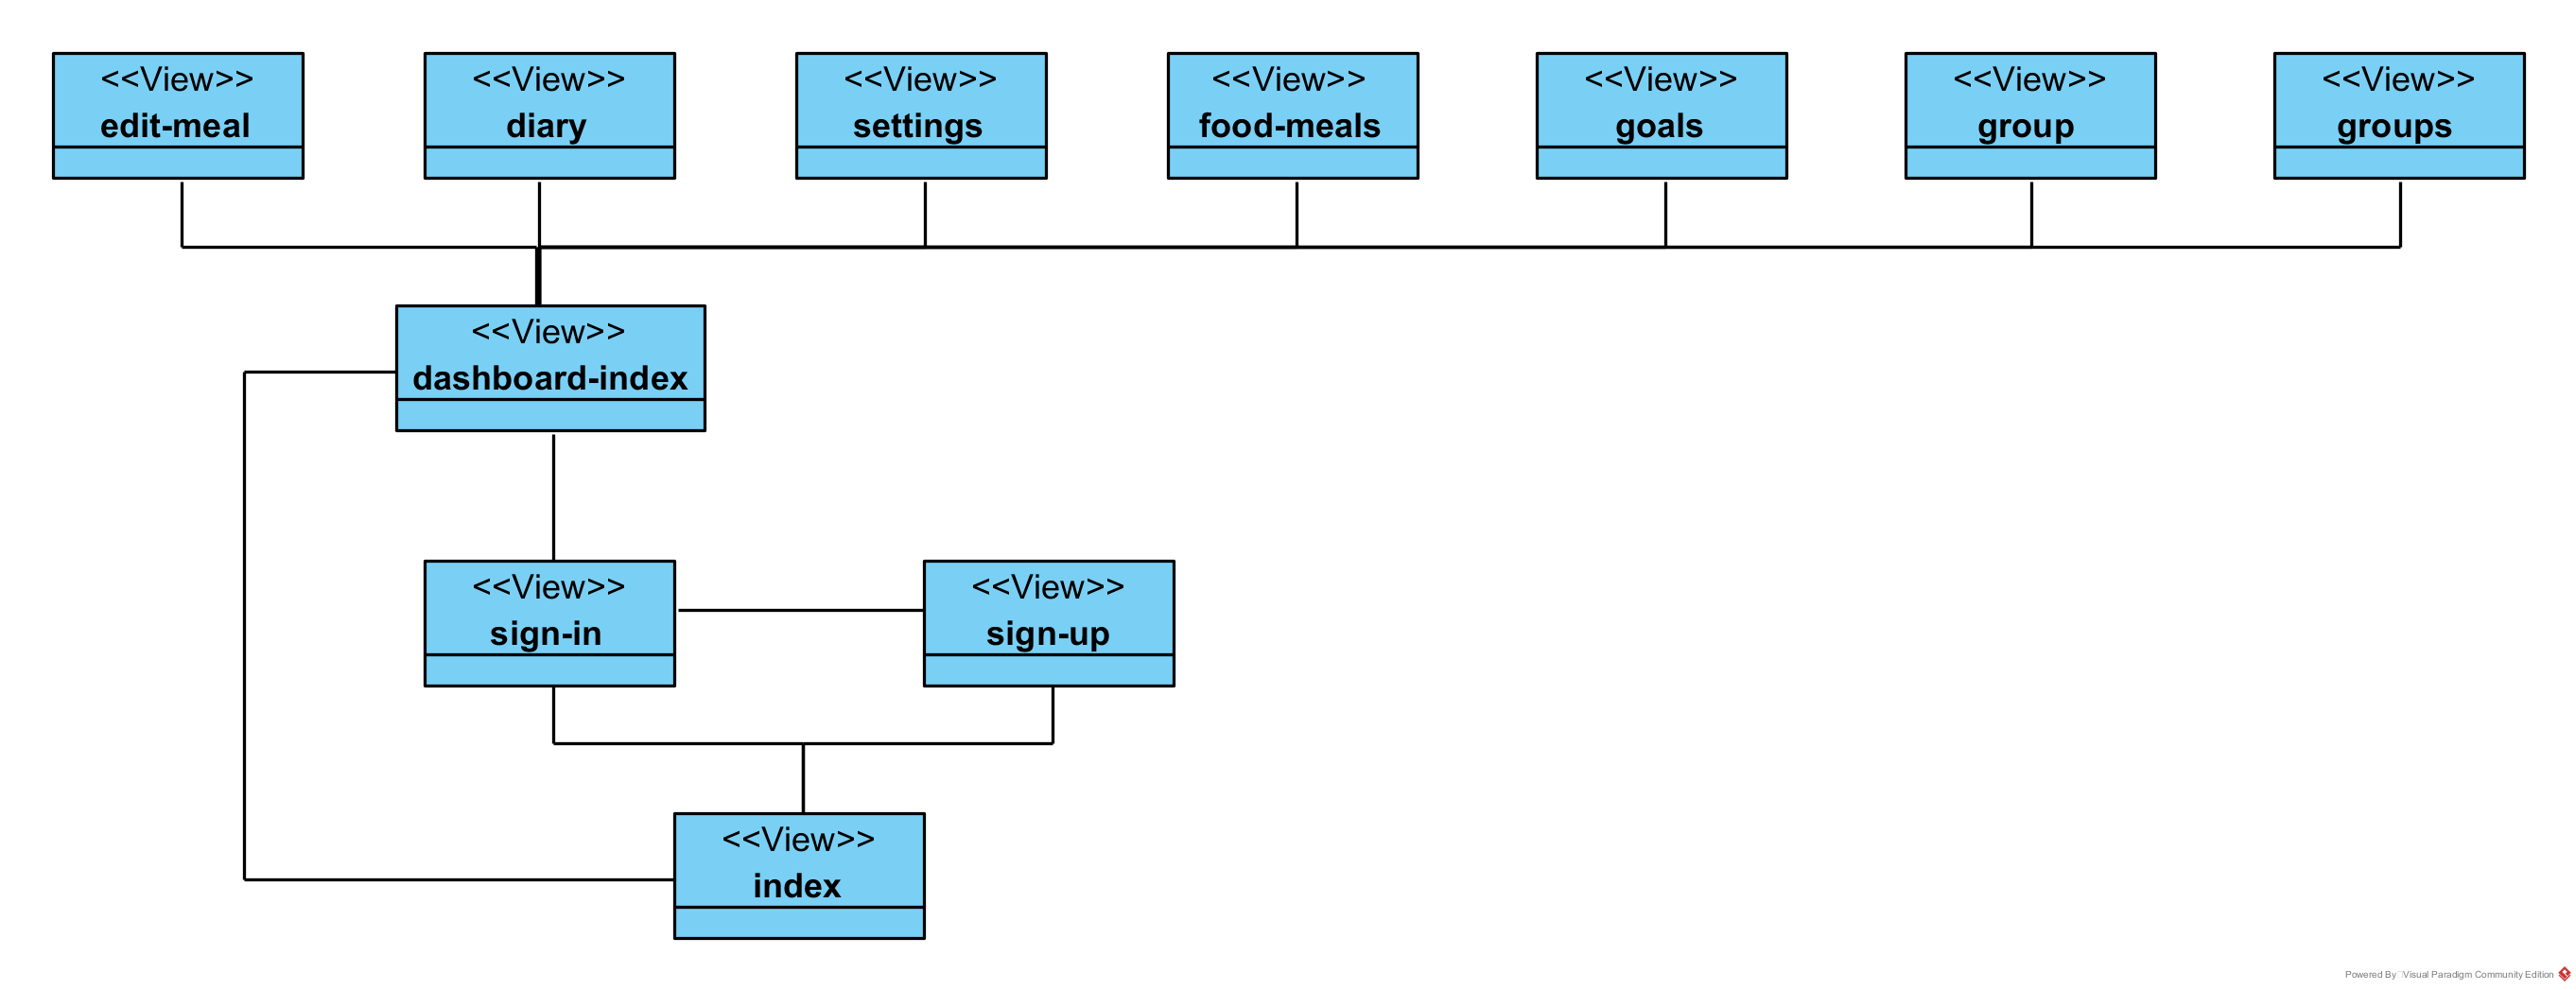 <<View>>
edit-meal
<<View>>
diary
<<View>>
settings
<<View>>
food-meals
<<View>>
goals
<<View>>
group
<<View>>
groups
<<View>>
dashboard-index
<<View>>
sign-in
<<View>>
sign-up
<<View>>
index
Powered By Visual Paradigm Community Edition